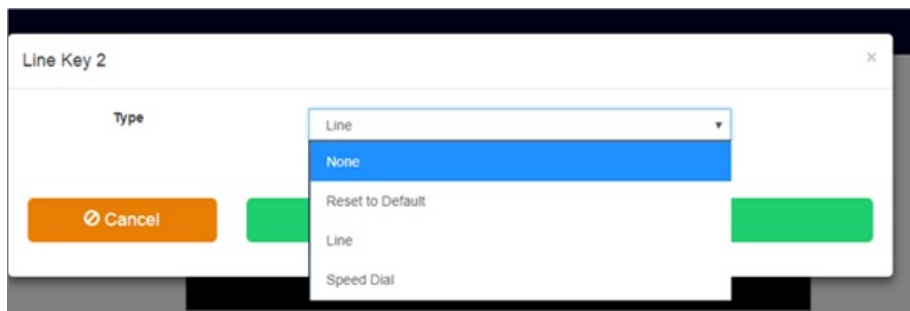 Line Key 2
×
Type
Line
None
Reset to Default
Line
Speed Dial
Cancel